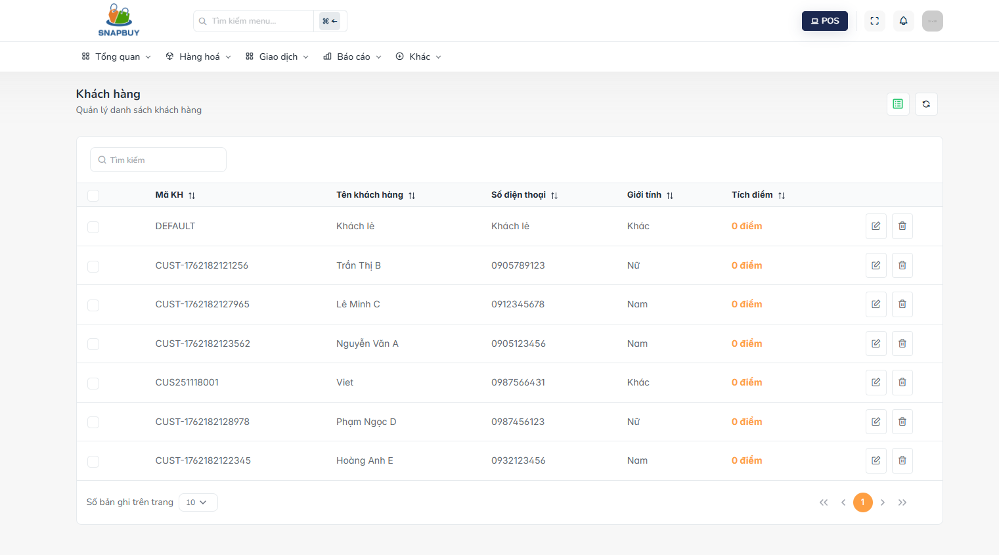 SNAPBUY
Tìm kiếm menu...
⌘
POS
Tổng quan
Hàng hoá
Giao dịch
Báo cáo
Khác
Khách hàng
Quản lý danh sách khách hàng
Tìm kiếm
Mã KH Tên khách hàng Số điện thoại Giới tính Tích điểm
DEFAULT Khách lẻ Khách lẻ Khác 0 điểm
CUST-1762182121256 Trần Thị B 0905789123 Nữ 0 điểm
CUST-1762182127965 Lê Minh C 0912345678 Nam 0 điểm
CUST-1762182123562 Nguyễn Văn A 0905123456 Nam 0 điểm
CUS251118001 Viet 0987566431 Khác 0 điểm
CUST-1762182128978 Phạm Ngọc D 0987456123 Nữ 0 điểm
CUST-1762182122345 Hoàng Anh E 0932123456 Nam 0 điểm
Số bản ghi trên trang 10
1